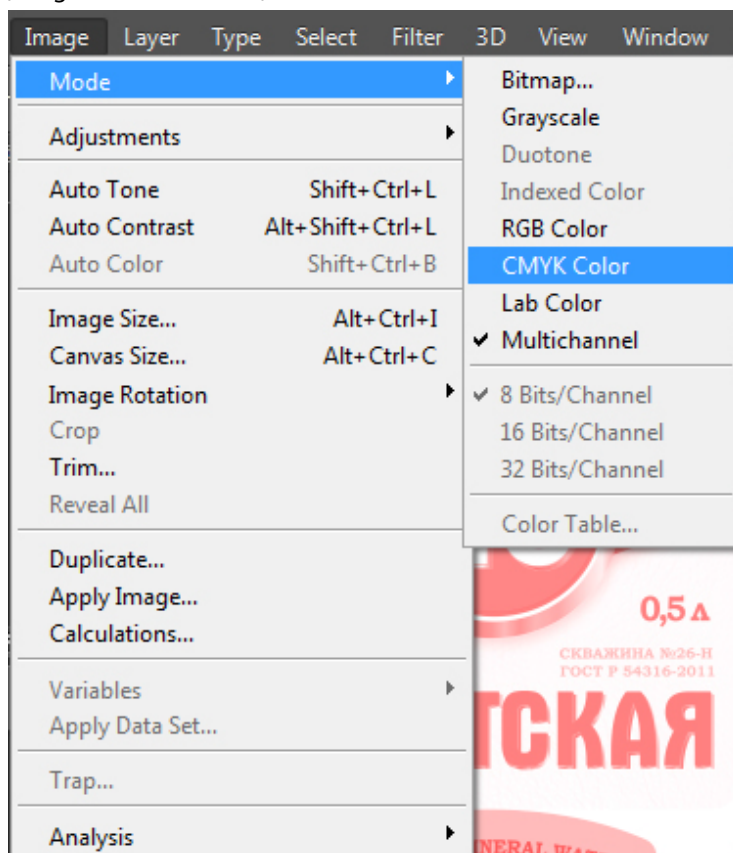 Image Layer Type Select Filter 3D View Window
Mode
Adjustments
Auto Tone Shift+Ctrl+L
Auto Contrast Alt+Shift+Ctrl+L
Auto Color Shift+Ctrl+B
Image Size... Alt+Ctrl+I
Canvas Size... Alt+Ctrl+C
Image Rotation
Crop
Trim...
Reveal All
Duplicate...
Apply Image...
Calculations...
Variables
Apply Data Set...
Trap...
Analysis
Bitmap...
Grayscale
Duotone
Indexed Color
RGB Color
CMYK Color
Lab Color
Multichannel
8 Bits/Channel
16 Bits/Channel
32 Bits/Channel
Color Table...
0,5 л
СКВАЖИНА №26-Н
ГОСТ Р 54316-2011
ТСКАЯ